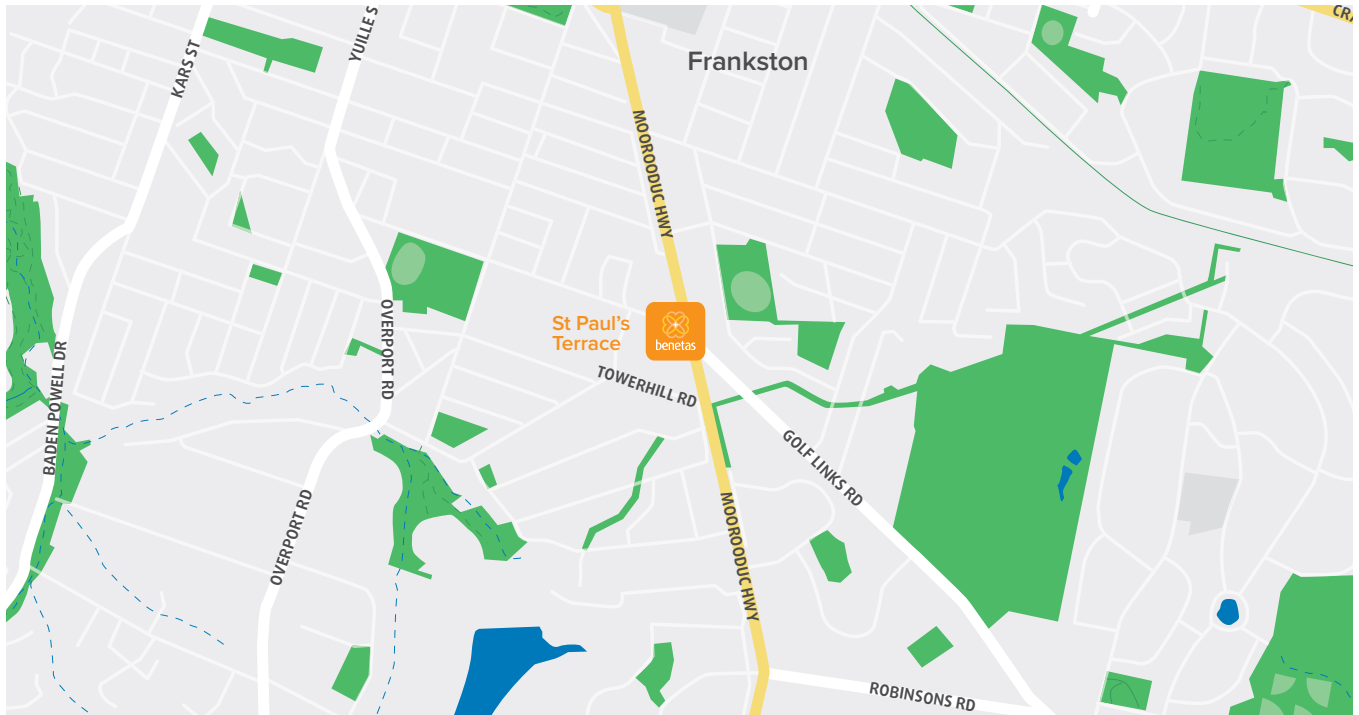 CRA
YUILLE S
KARS ST
Frankston
MOOROODUC HWY
St Paul's
Terrace
benetas
OVERPORT RD
TOWERHILL RD
BADEN POWELL DR
GOLF LINKS RD
OVERPORT RD
MOOROODUC HWY
ROBINSONS RD